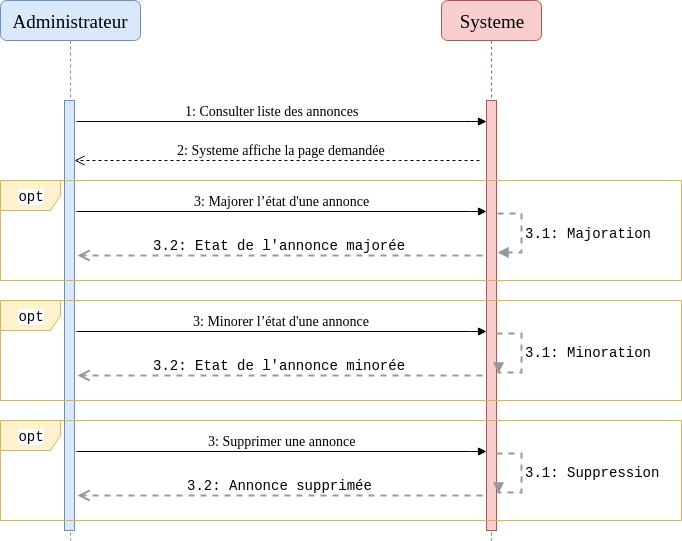 Administrateur
Systeme
1: Consulter liste des annonces
2: Systeme affiche la page demandée
opt
3: Majorer l’état d'une annonce
3.1: Majoration
3.2: Etat de l'annonce majorée
opt
3: Minorer l’état d'une annonce
3.1: Minoration
3.2: Etat de l'annonce minorée
opt
3: Supprimer une annonce
3.1: Suppression
3.2: Annonce supprimée